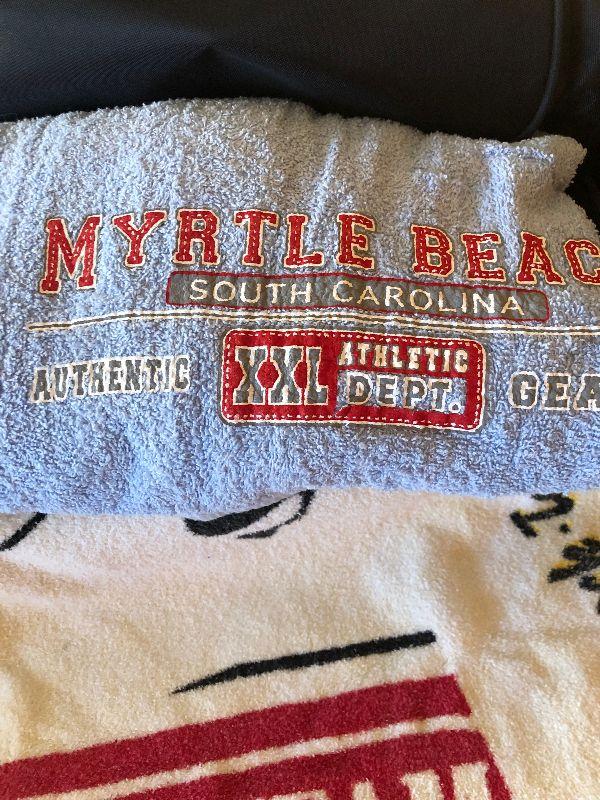 MYRTLE BEAC
SOUTH CAROLINA
AUTHENTIC XXL ATHLETIC DEPT. GEA